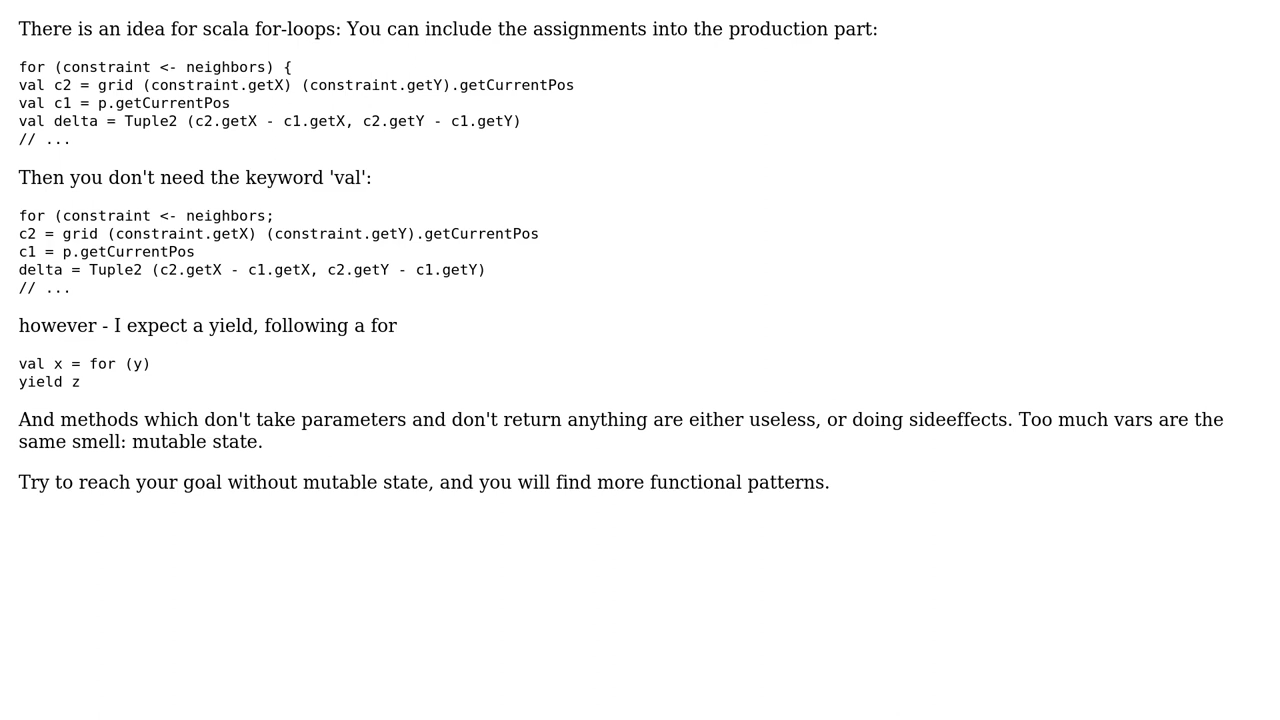 There is an idea for scala for-loops: You can include the assignments into the production part:
for (constraint <- neighbors) {
val c2 = grid (constraint.getX) (constraint.getY).getCurrentPos
val c1 = p.getCurrentPos
val delta = Tuple2 (c2.getX - c1.getX, c2.getY - c1.getY)
// ...
Then you don't need the keyword 'val':
for (constraint <- neighbors;
c2 = grid (constraint.getX) (constraint.getY).getCurrentPos
c1 = p.getCurrentPos
delta = Tuple2 (c2.getX - c1.getX, c2.getY - c1.getY)
// ...
however - I expect a yield, following a for
val x = for (y)
yield z
And methods which don't take parameters and don't return anything are either useless, or doing sideeffects. Too much vars are the
same smell: mutable state.
Try to reach your goal without mutable state, and you will find more functional patterns.